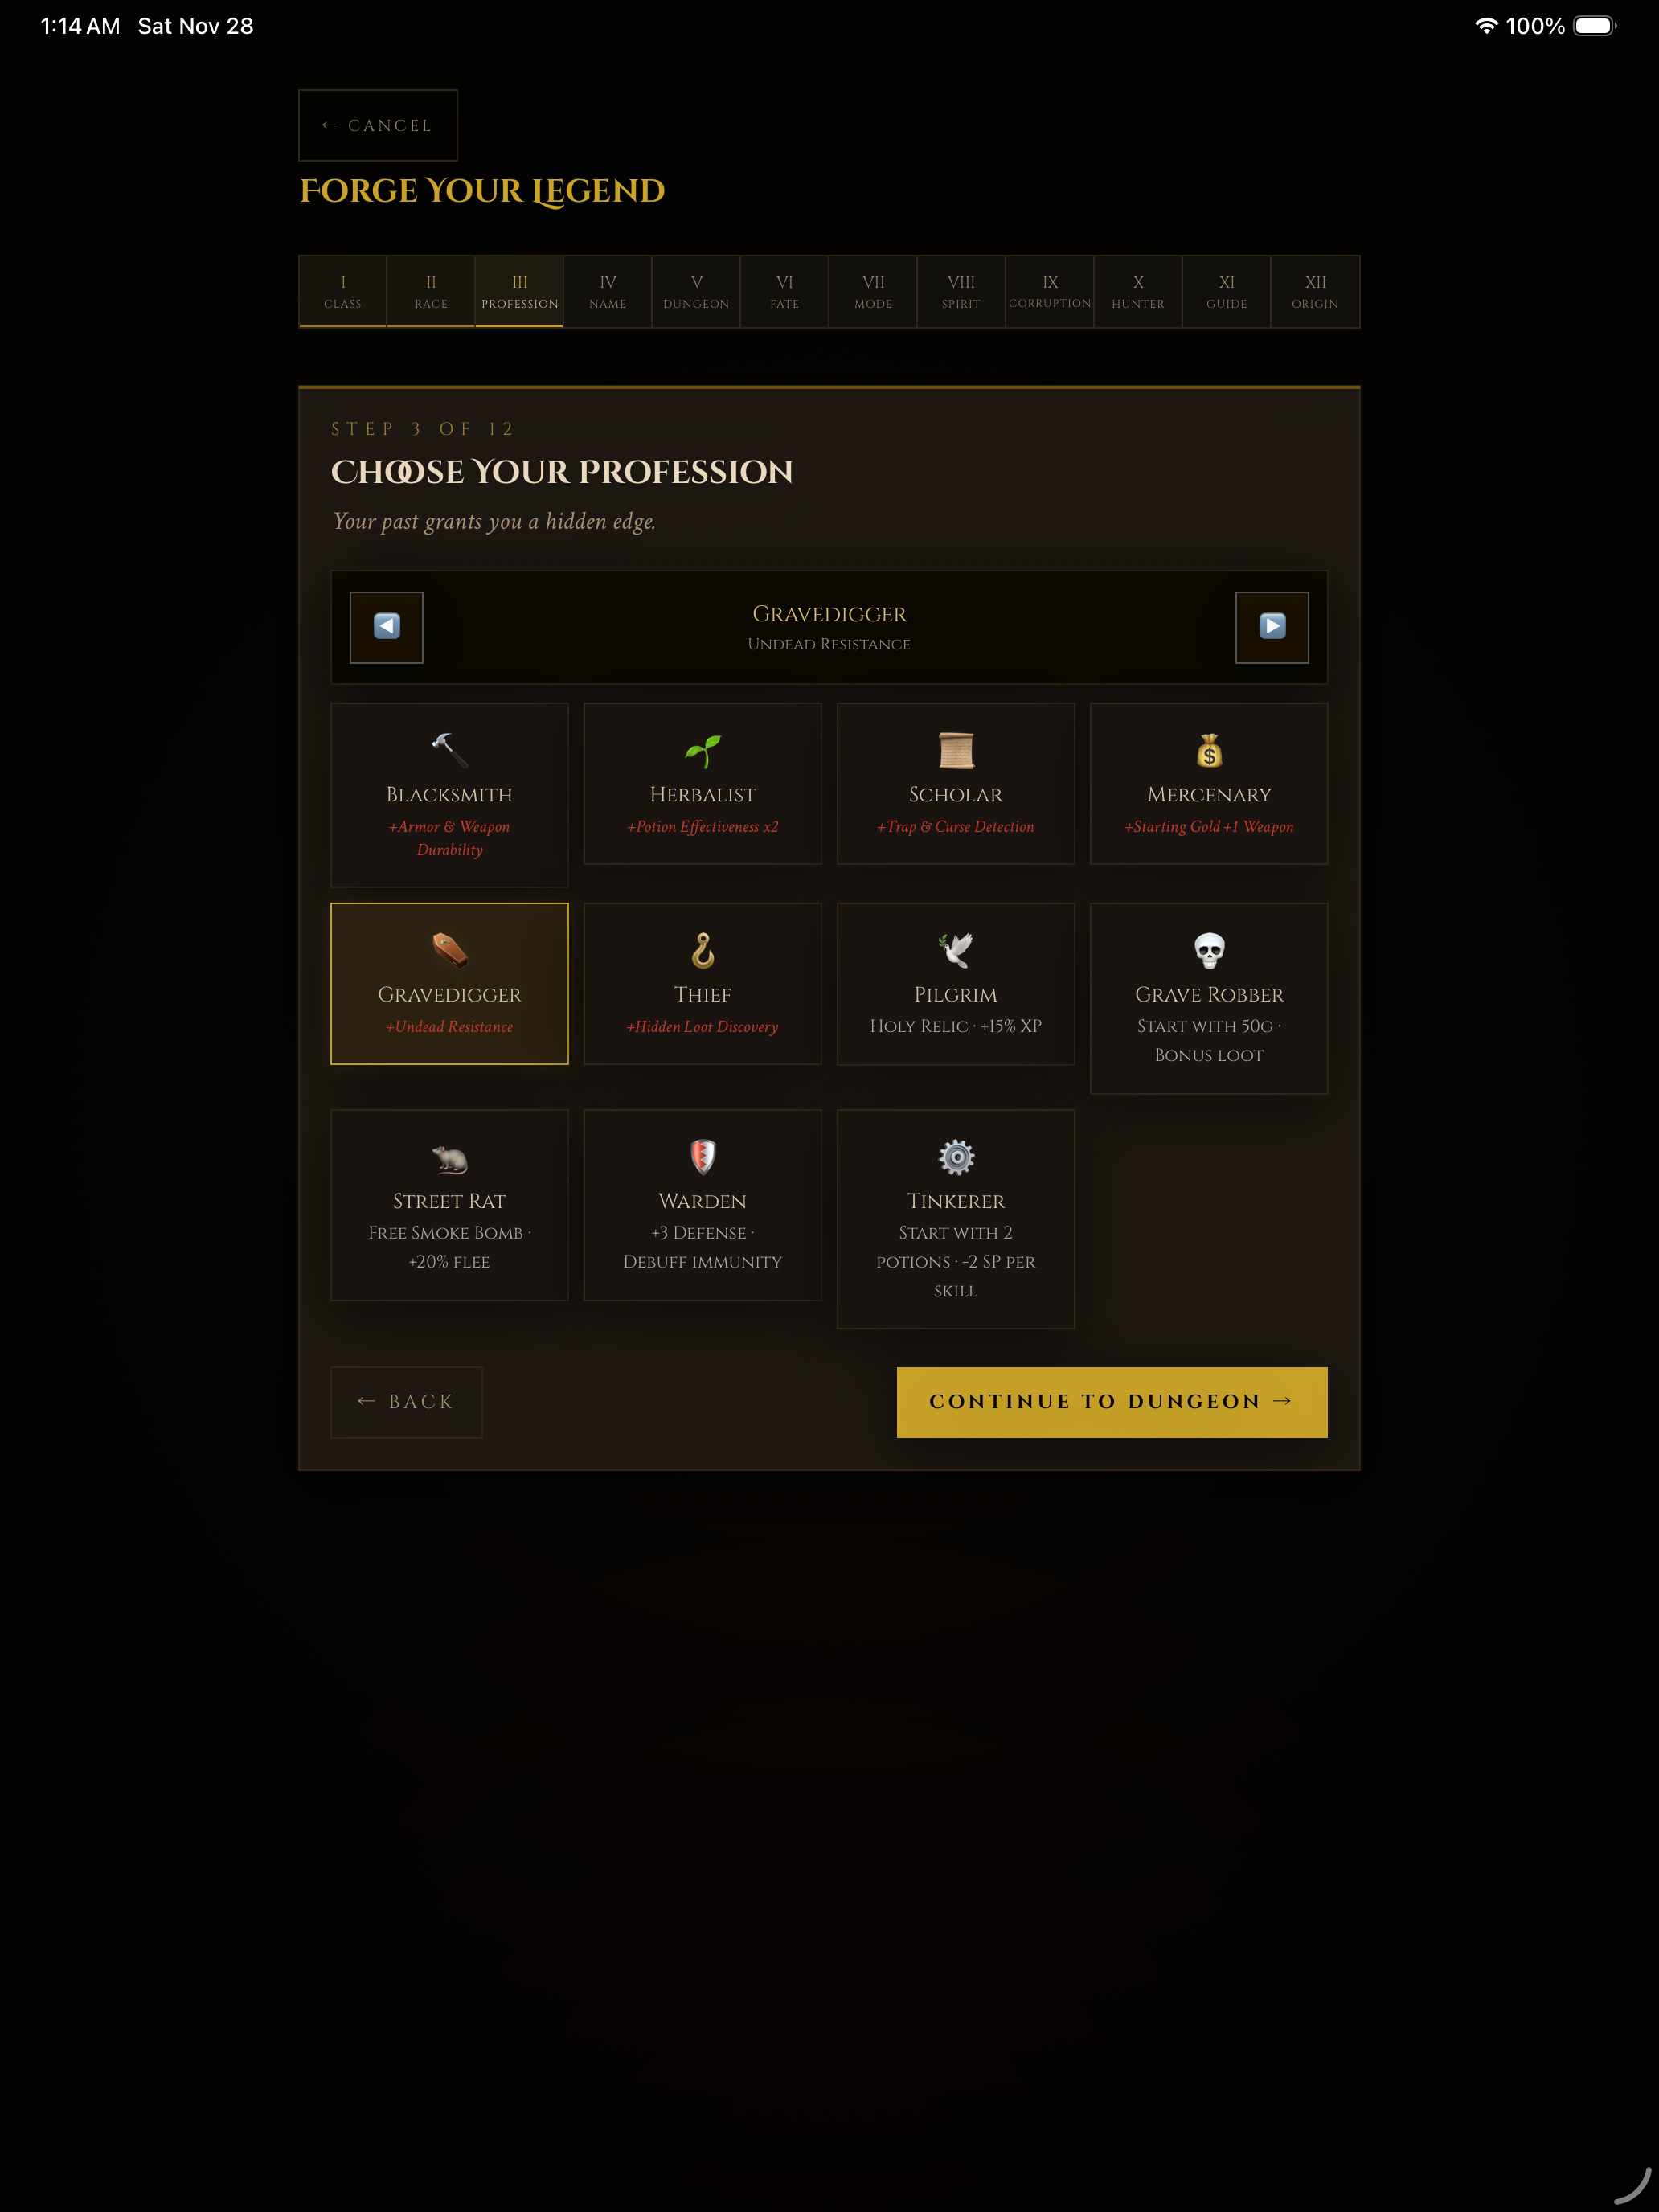 1:14 AM Sat Nov 28
100%
← CANCEL
Forge Your Legend
I
CLASS
II
RACE
III
PROFESSION
IV
NAME
V
DUNGEON
VI
FATE
VII
MODE
VIII
SPIRIT
IX
CORRUPTION
X
HUNTER
XI
GUIDE
XII
ORIGIN
STEP 3 OF 12
Choose Your Profession
Your past grants you a hidden edge.
Gravedigger
Undead Resistance
Blacksmith
+Armor & Weapon
Durability
Herbalist
+Potion Effectiveness x2
Scholar
+Trap & Curse Detection
Mercenary
+Starting Gold +1 Weapon
Gravedigger
+Undead Resistance
Thief
+Hidden Loot Discovery
Pilgrim
Holy Relic · +15% XP
Grave Robber
Start with 50g ·
Bonus loot
Street Rat
Free Smoke Bomb ·
+20% flee
Warden
+3 Defense ·
Debuff immunity
Tinkerer
Start with 2
potions · -2 SP per
skill
← BACK
CONTINUE TO DUNGEON →